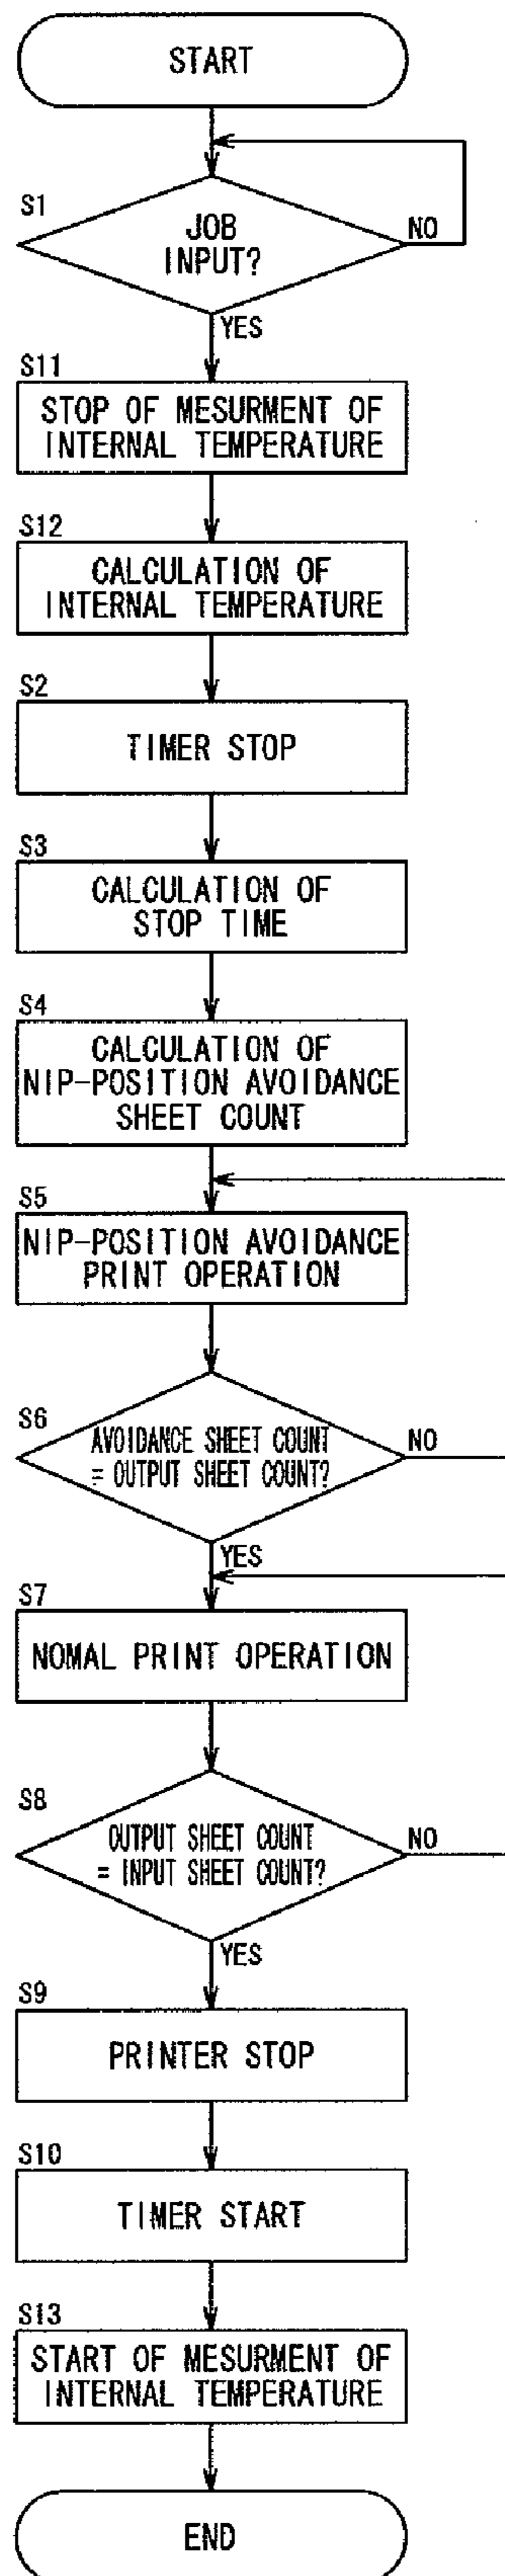 START
S1
JOB
INPUT?
NO
YES
S11
STOP OF MESURMENT OF
INTERNAL TEMPERATURE
S12
CALCULATION OF
INTERNAL TEMPERATURE
S2
TIMER STOP
S3
CALCULATION OF
STOP TIME
S4
CALCULATION OF
NIP-POSITION AVOIDANCE
SHEET COUNT
S5
NIP-POSITION AVOIDANCE
PRINT OPERATION
S6
AVOIDANCE SHEET COUNT
= OUTPUT SHEET COUNT?
NO
YES
S7
NOMAL PRINT OPERATION
S8
OUTPUT SHEET COUNT
= INPUT SHEET COUNT?
NO
YES
S9
PRINTER STOP
S10
TIMER START
S13
START OF MESURMENT OF
INTERNAL TEMPERATURE
END